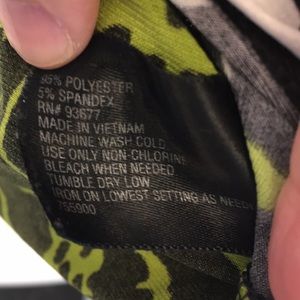 95% POLYESTER
5% SPANDEX
RN# 93677
MADE IN VIETNAM
MACHINE WASH COLD
USE ONLY NON-CHLORINE
BLEACH WHEN NEEDED
TUMBLE DRY LOW
IRON ON LOWEST SETTING AS NEEDED